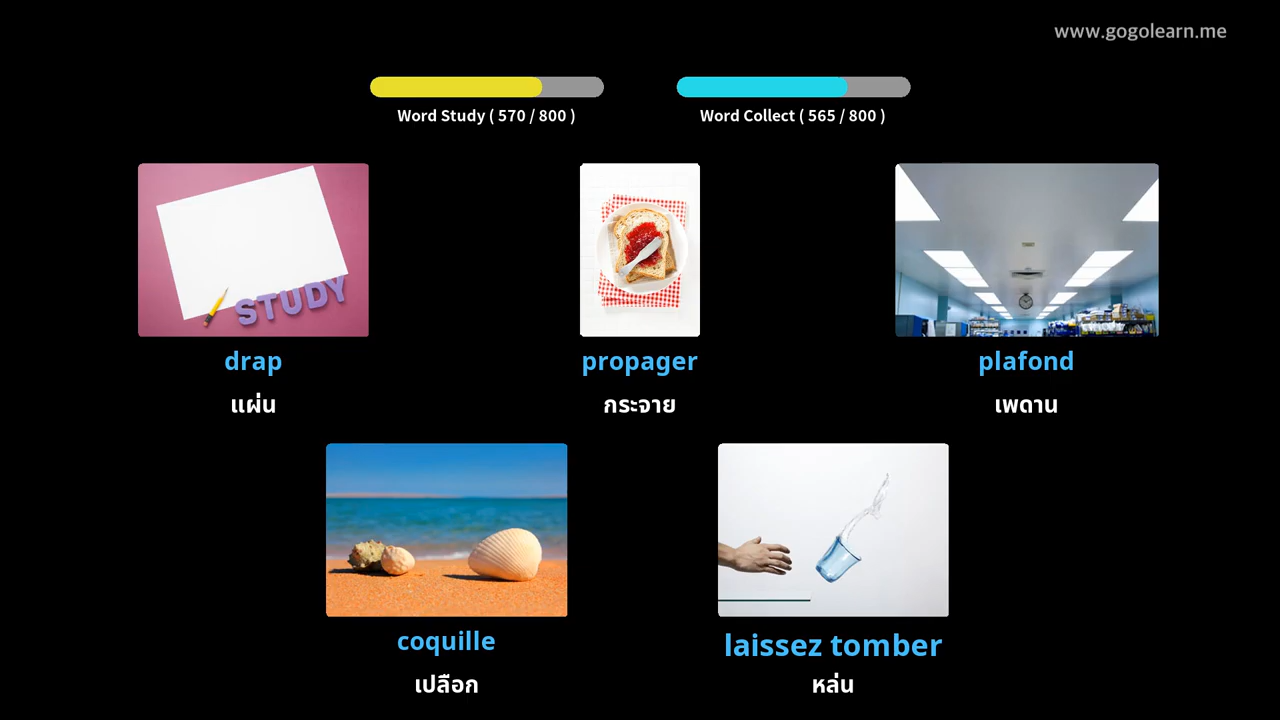 www.gogolearn.me
Word Study ( 570 / 800 )
Word Collect ( 565 / 800 )
STUDY
drap
propager
plafond
แผ่น
กระจาย
เพดาน
coquille
laissez tomber
เปลือก
หล่น